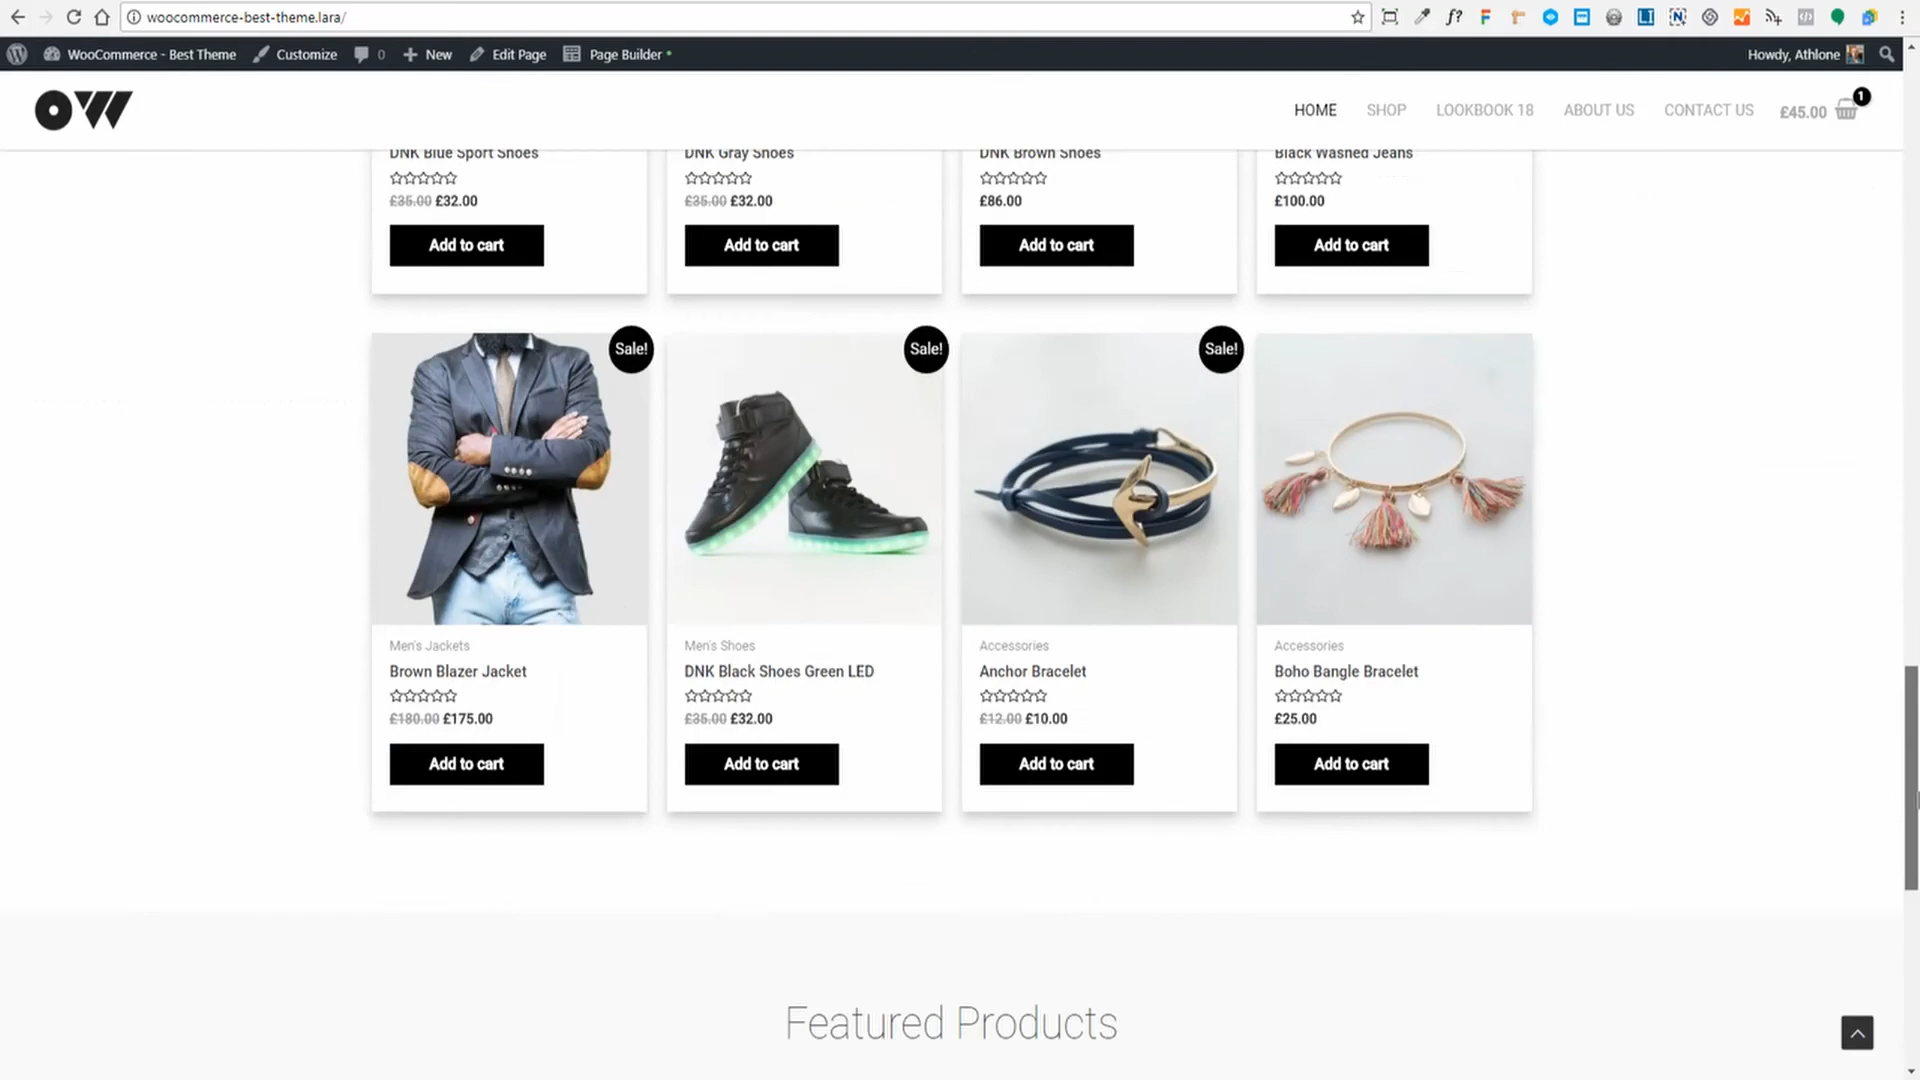 woocommerce-best-theme.lara/
WooCommerce - Best Theme Customize 0 New Edit Page Page Builder Howdy, Athlone
OW HOME SHOP LOOKBOOK 18 ABOUT US CONTACT US £45.00 1
DNK Blue Sport Shoes DNK Gray Shoes DNK Brown Shoes Black Washed Jeans
£35.00 £32.00 £35.00 £32.00 £86.00 £100.00
Add to cart Add to cart Add to cart Add to cart
Sale! Sale! Sale!
Men's Jackets Men's Shoes Accessories Accessories
Brown Blazer Jacket DNK Black Shoes Green LED Anchor Bracelet Boho Bangle Bracelet
£180.00 £175.00 £35.00 £32.00 £12.00 £10.00 £25.00
Add to cart Add to cart Add to cart Add to cart
Featured Products